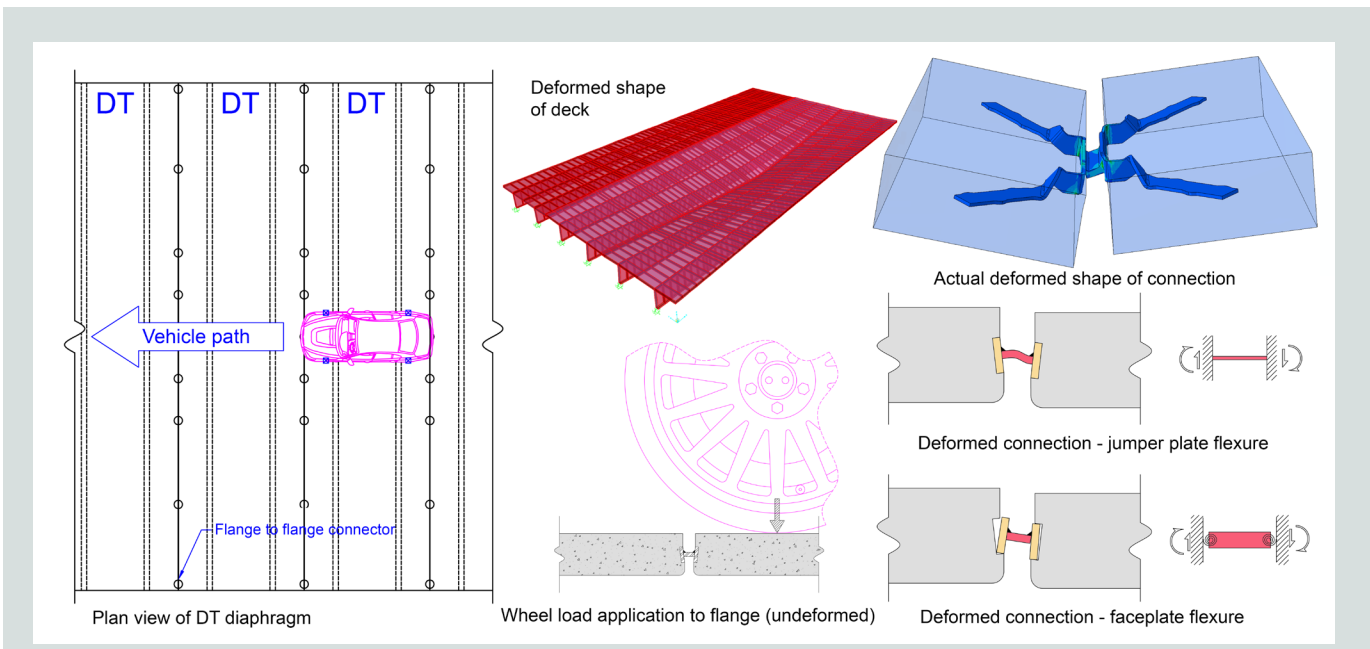 DT
DT
DT
Vehicle path
Flange to flange connector
Plan view of DT diaphragm
Deformed shape
of deck
Wheel load application to flange (undeformed)
Actual deformed shape of connection
Deformed connection - jumper plate flexure
Deformed connection - faceplate flexure